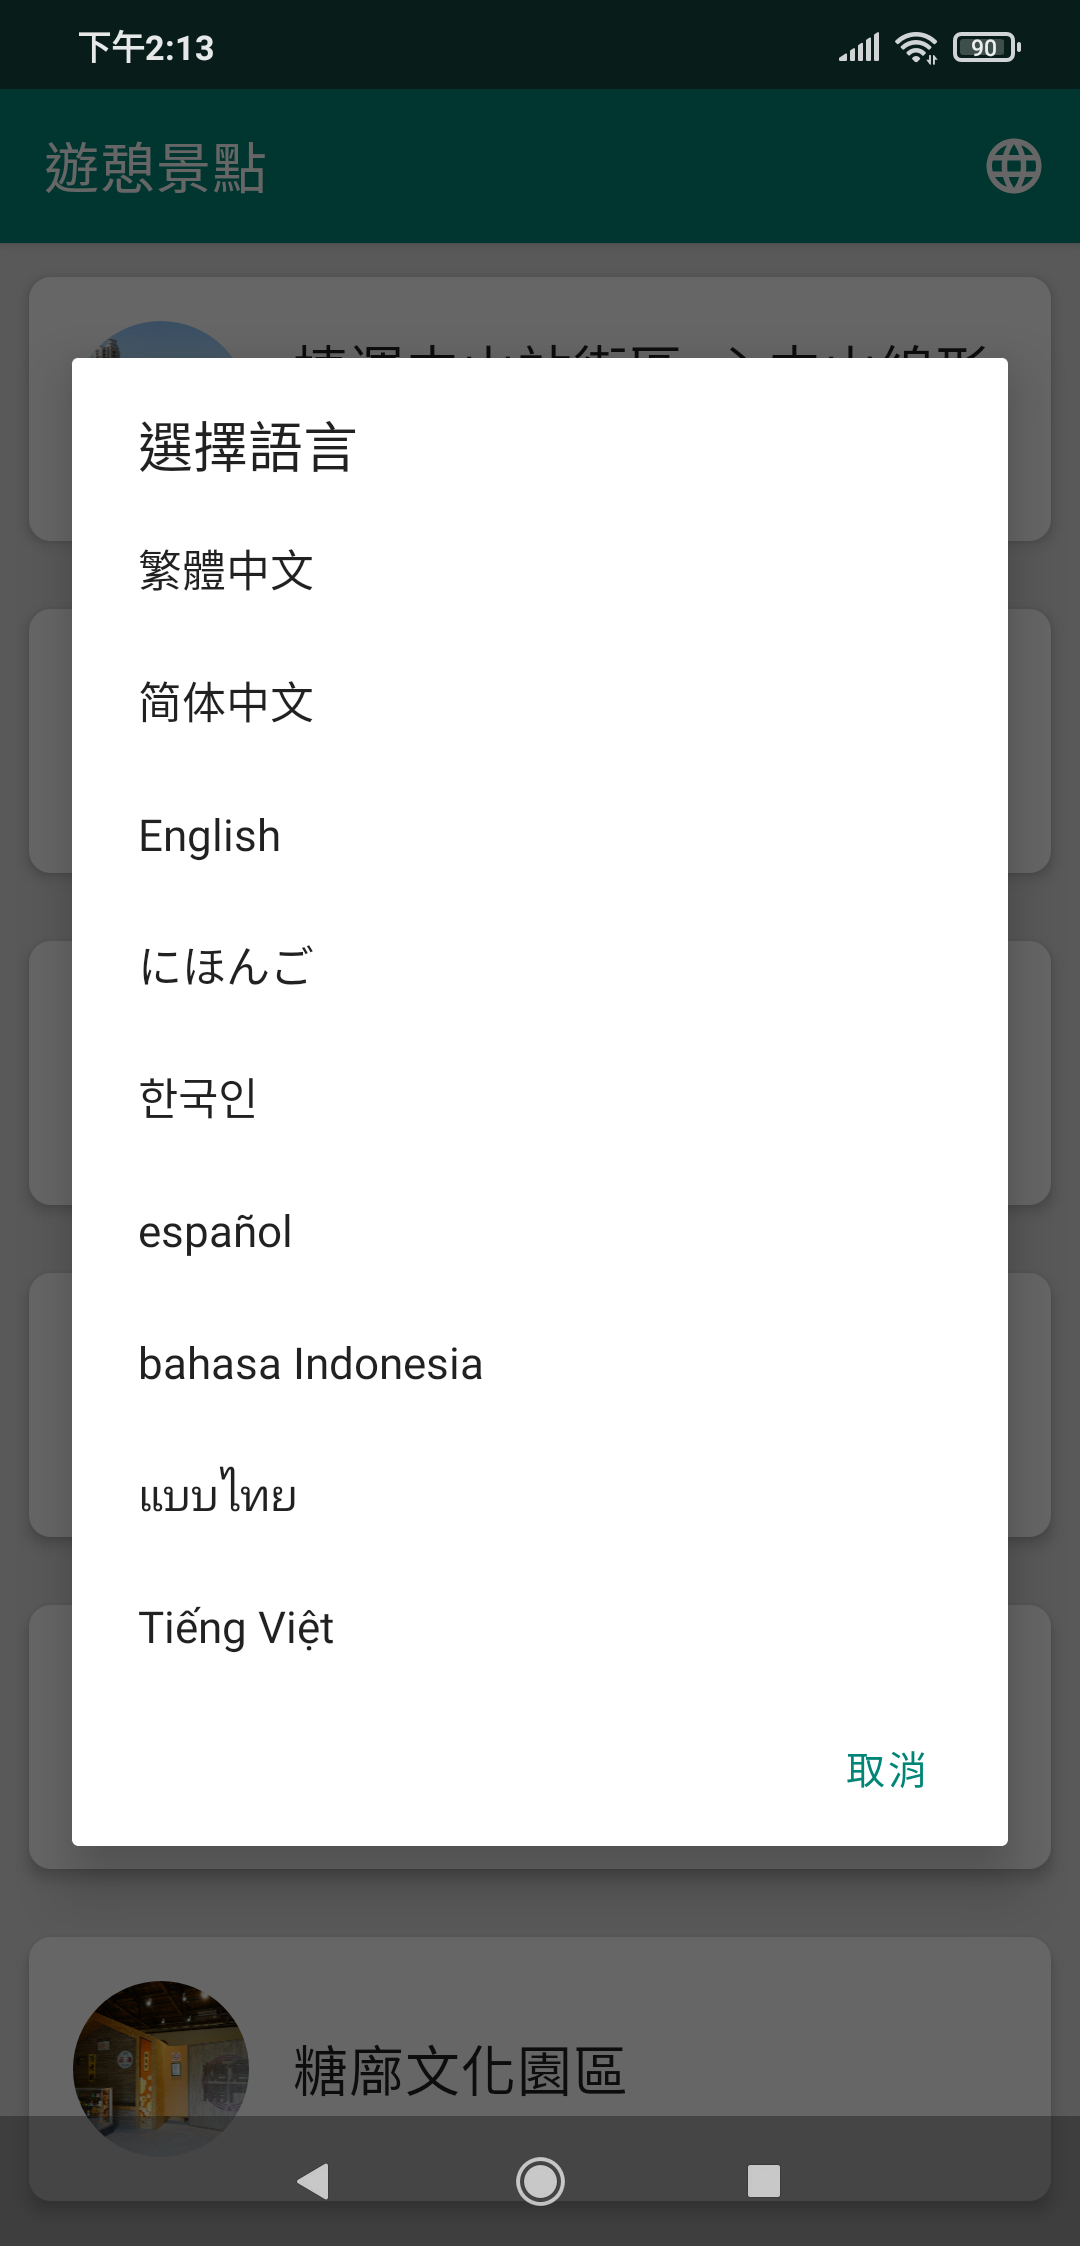 下午2:13
90
遊憩景點
選擇語言
繁體中文
简体中文
English
にほんご
한국인
español
bahasa Indonesia
แบบไทย
Tiếng Việt
取消
糖廍文化園區